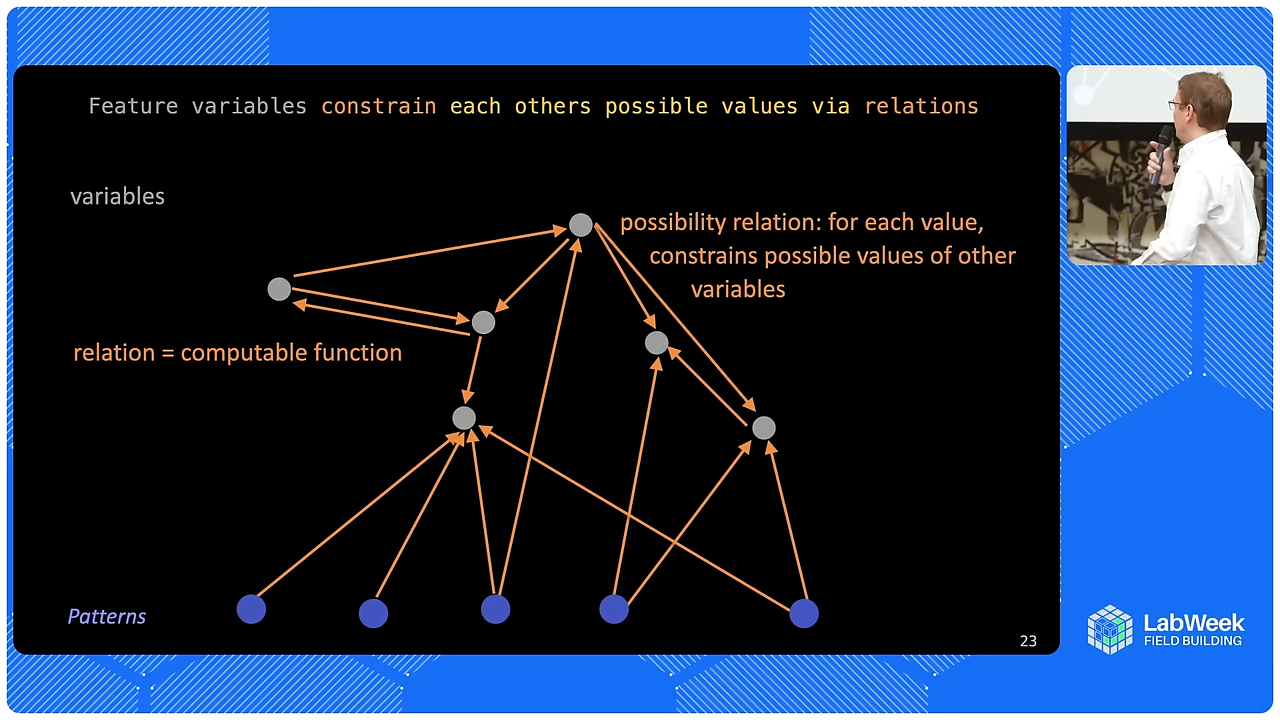 Feature variables constrain each others possible values via relations
variables
possibility relation: for each value,
constrains possible values of other
variables
relation = computable function
Patterns
23
LabWeek
FIELD BUILDING